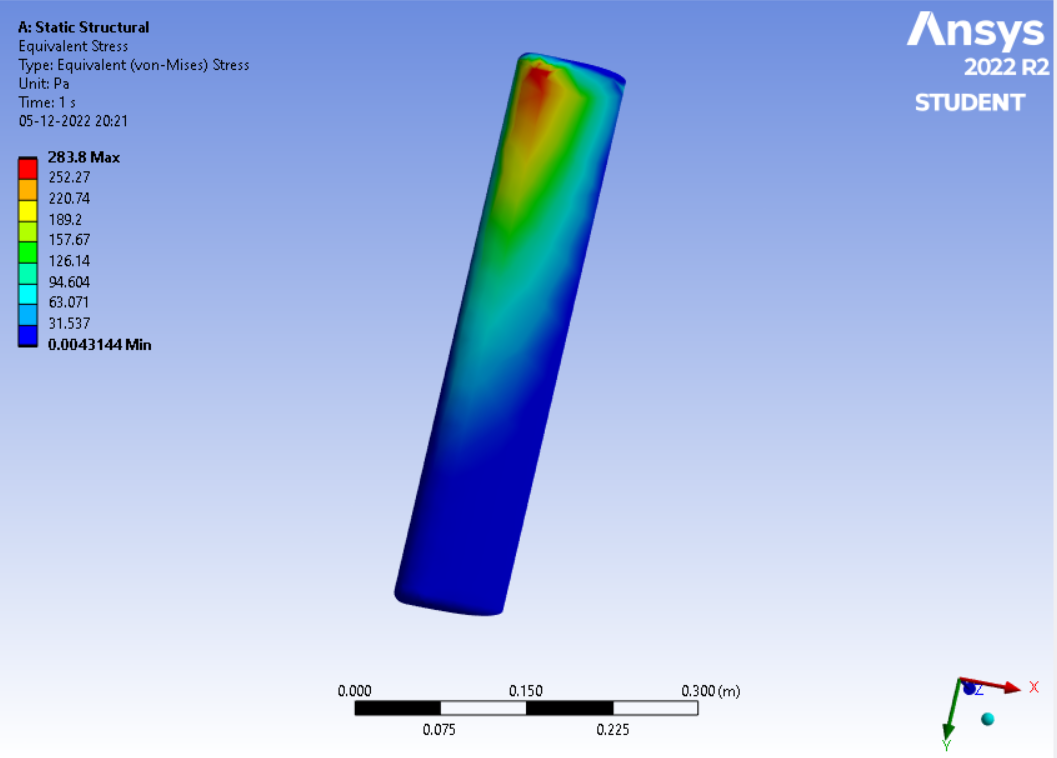 A: Static Structural
Equivalent Stress
Type: Equivalent (von-Mises) Stress
Unit: Pa
Time: 1 s
05-12-2022 20:21
283.8 Max
252.27
220.74
189.2
157.67
126.14
94.604
63.071
31.537
0.0043144 Min
Ansys
2022 R2
STUDENT
0.000 0.150 0.300 (m)
0.075 0.225
Z X
Y